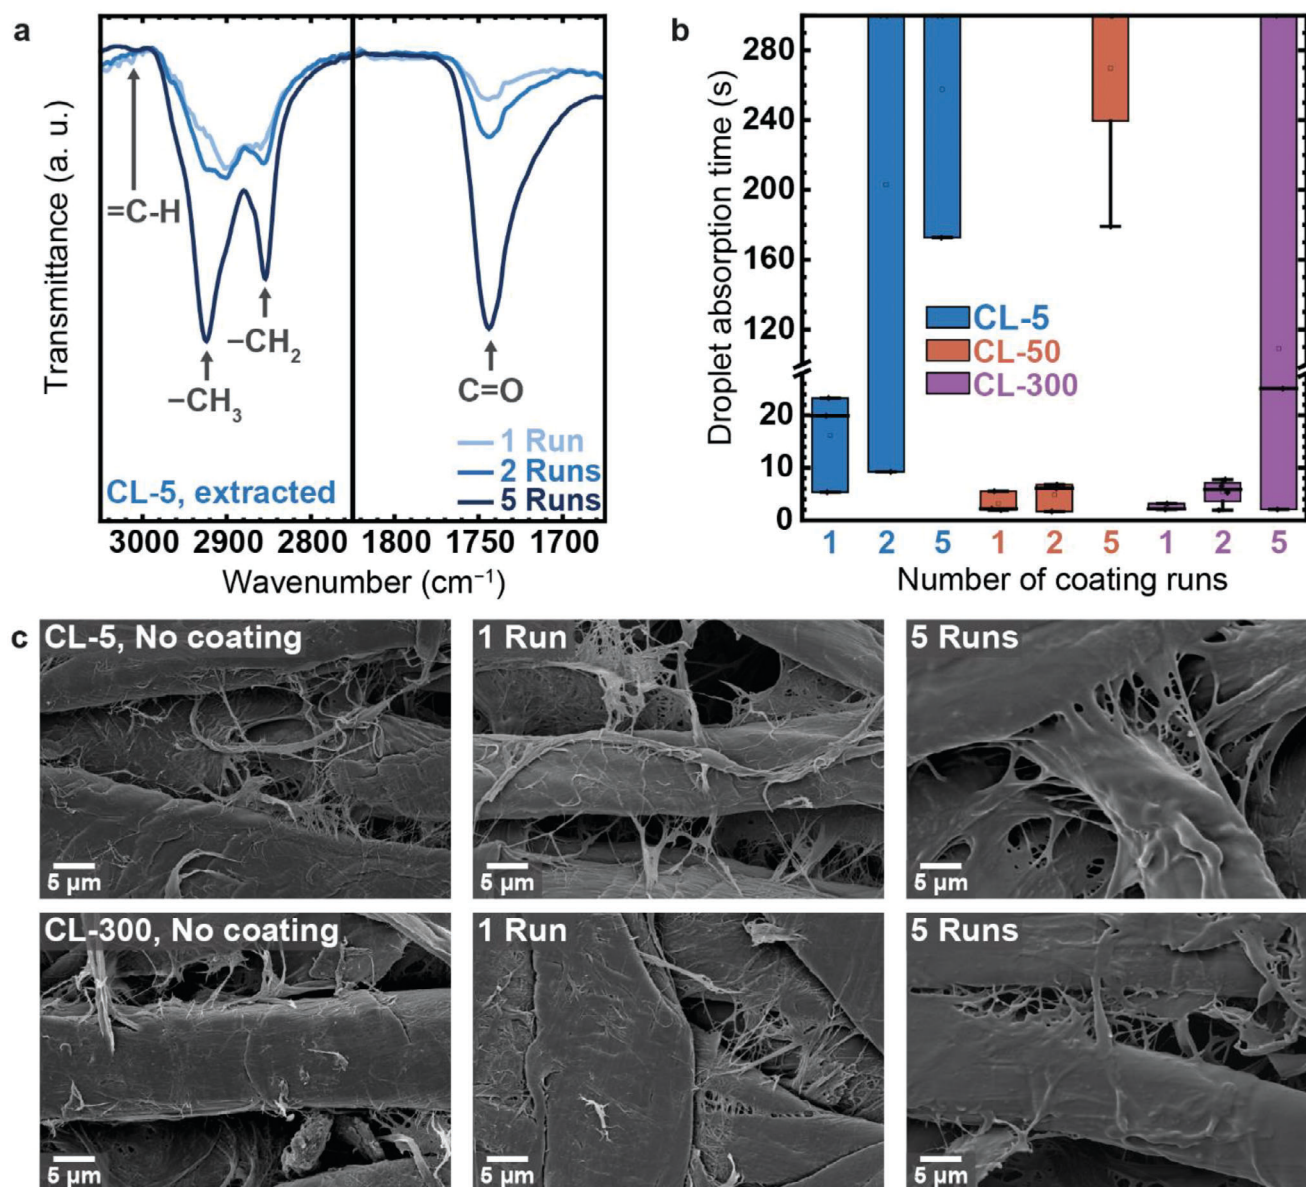 a
Transmittance (a. u.)
=C-H
−CH₃
−CH₂
C=O
1 Run
2 Runs
5 Runs
CL-5, extracted
3000 2900 2800 1800 1750 1700
Wavenumber (cm⁻¹)
b
Droplet absorption time (s)
280
240
200
160
120
20
10
0
CL-5
CL-50
CL-300
1 2 5 1 2 5 1 2 5
Number of coating runs
c
CL-5, No coating
5 µm
1 Run
5 µm
5 Runs
5 µm
CL-300, No coating
5 µm
1 Run
5 µm
5 Runs
5 µm